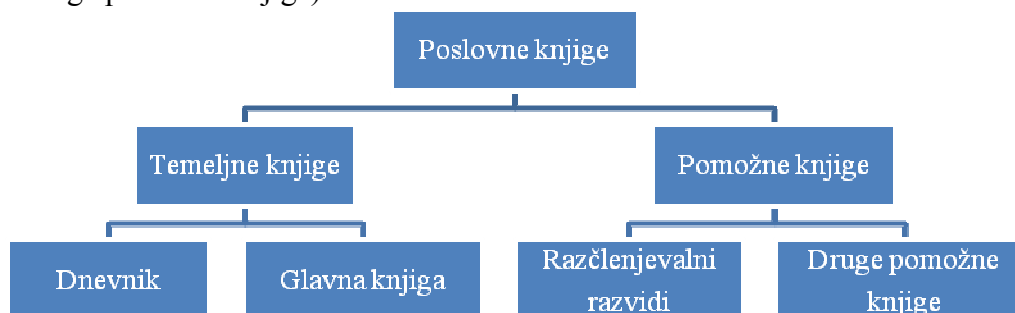 Poslovne knjige
Temeljne knjige
Pomožne knjige
Dnevnik
Glavna knjiga
Razčlenjevalni
razvidi
Druge pomožne
knjige